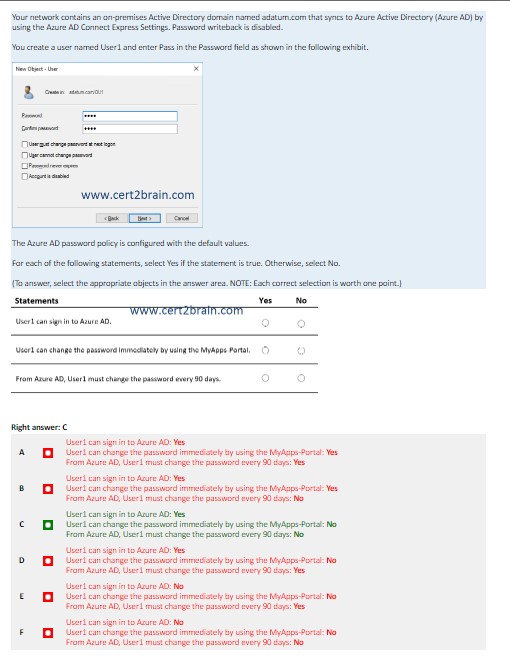 Your network contains an on-premises Active Directory domain named adatum.com that syncs to Azure Active Directory (Azure AD) by
using the Azure AD Connect Express Settings. Password writeback is disabled.
You create a user named User1 and enter Pass in the Password field as shown in the following exhibit.
New Object - User
Create in: adatum.com/OU1
Password:
Confirm password:
User must change password at next logon
User cannot change password
Password never expires
Account is disabled
www.cert2brain.com
< Back Next > Cancel
The Azure AD password policy is configured with the default values.
For each of the following statements, select Yes if the statement is true. Otherwise, select No.
(To answer, select the appropriate objects in the answer area. NOTE: Each correct selection is worth one point.)
Statements Yes No
www.cert2brain.com
User1 can sign in to Azure AD.
User1 can change the password immediately by using the MyApps Portal.
From Azure AD, User1 must change the password every 90 days.
Right answer: C
User1 can sign in to Azure AD: Yes
A User1 can change the password immediately by using the MyApps-Portal: Yes
From Azure AD, User1 must change the password every 90 days: Yes
User1 can sign in to Azure AD: Yes
B User1 can change the password immediately by using the MyApps-Portal: Yes
From Azure AD, User1 must change the password every 90 days: No
User1 can sign in to Azure AD: Yes
C User1 can change the password immediately by using the MyApps-Portal: No
From Azure AD, User1 must change the password every 90 days: No
User1 can sign in to Azure AD: Yes
D User1 can change the password immediately by using the MyApps-Portal: No
From Azure AD, User1 must change the password every 90 days: Yes
User1 can sign in to Azure AD: No
E User1 can change the password immediately by using the MyApps-Portal: No
From Azure AD, User1 must change the password every 90 days: Yes
User1 can sign in to Azure AD: No
F User1 can change the password immediately by using the MyApps-Portal: No
From Azure AD, User1 must change the password every 90 days: No